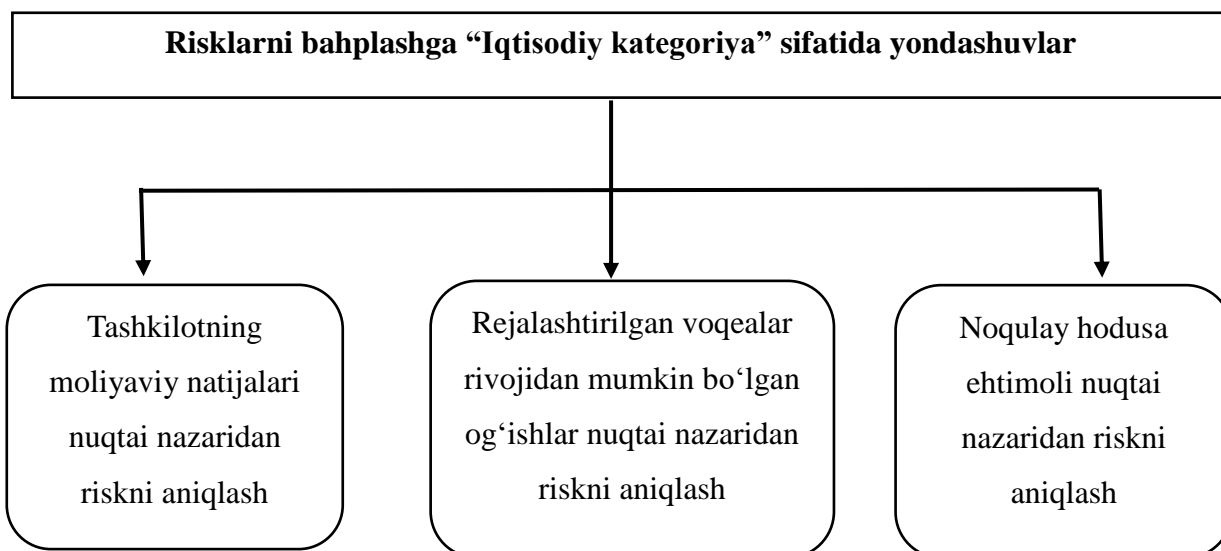 Risklarni bahplashga “Iqtisodiy kategoriya” sifatida yondashuvlar
Tashkilotning
moliyaviy natijalari
nuqtai nazaridan
riskni aniqlash
Rejalashtirilgan voqealar
rivojidan mumkin bo‘lgan
og‘ishlar nuqtai nazaridan
riskni aniqlash
Noqulay hodusa
ehtimoli nuqtai
nazaridan riskni
aniqlash